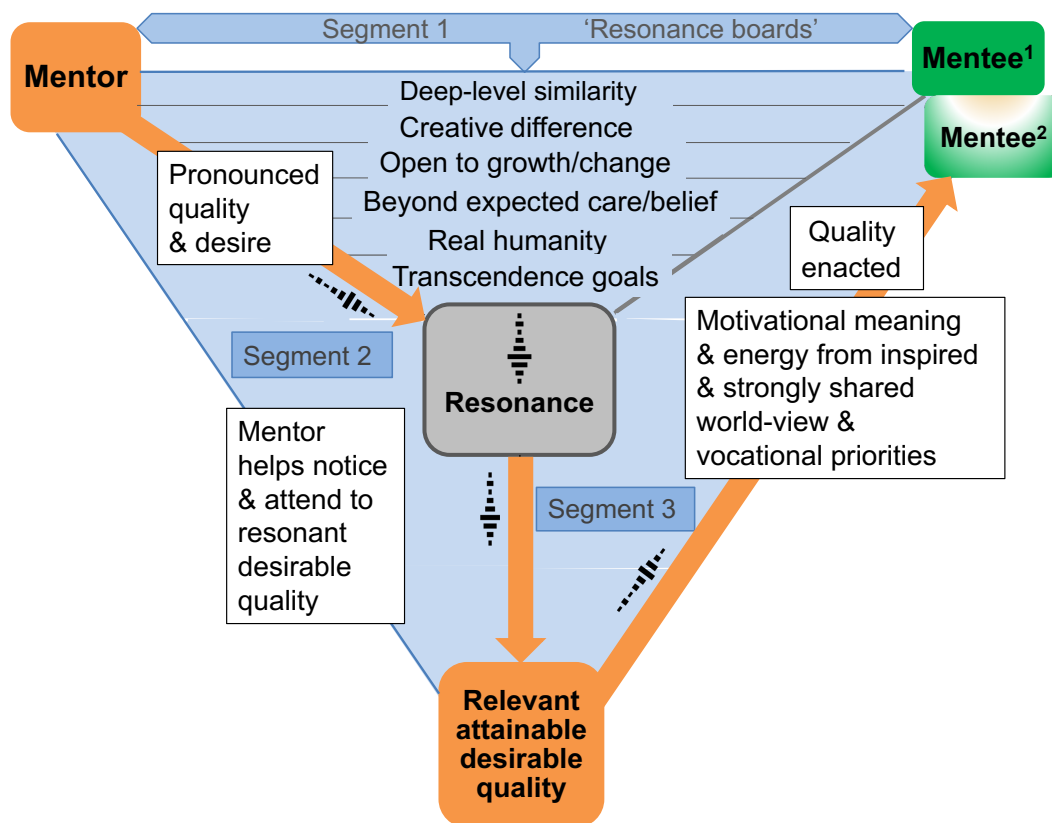 Segment 1 ‘Resonance boards’
Mentor
Mentee¹
Mentee²
Deep-level similarity
Creative difference
Open to growth/change
Beyond expected care/belief
Real humanity
Transcendence goals
Pronounced
quality
& desire
Quality
enacted
Segment 2
Resonance
Motivational meaning
& energy from inspired
& strongly shared
world-view &
vocational priorities
Mentor
helps notice
& attend to
resonant
desirable
quality
Segment 3
Relevant
attainable
desirable
quality